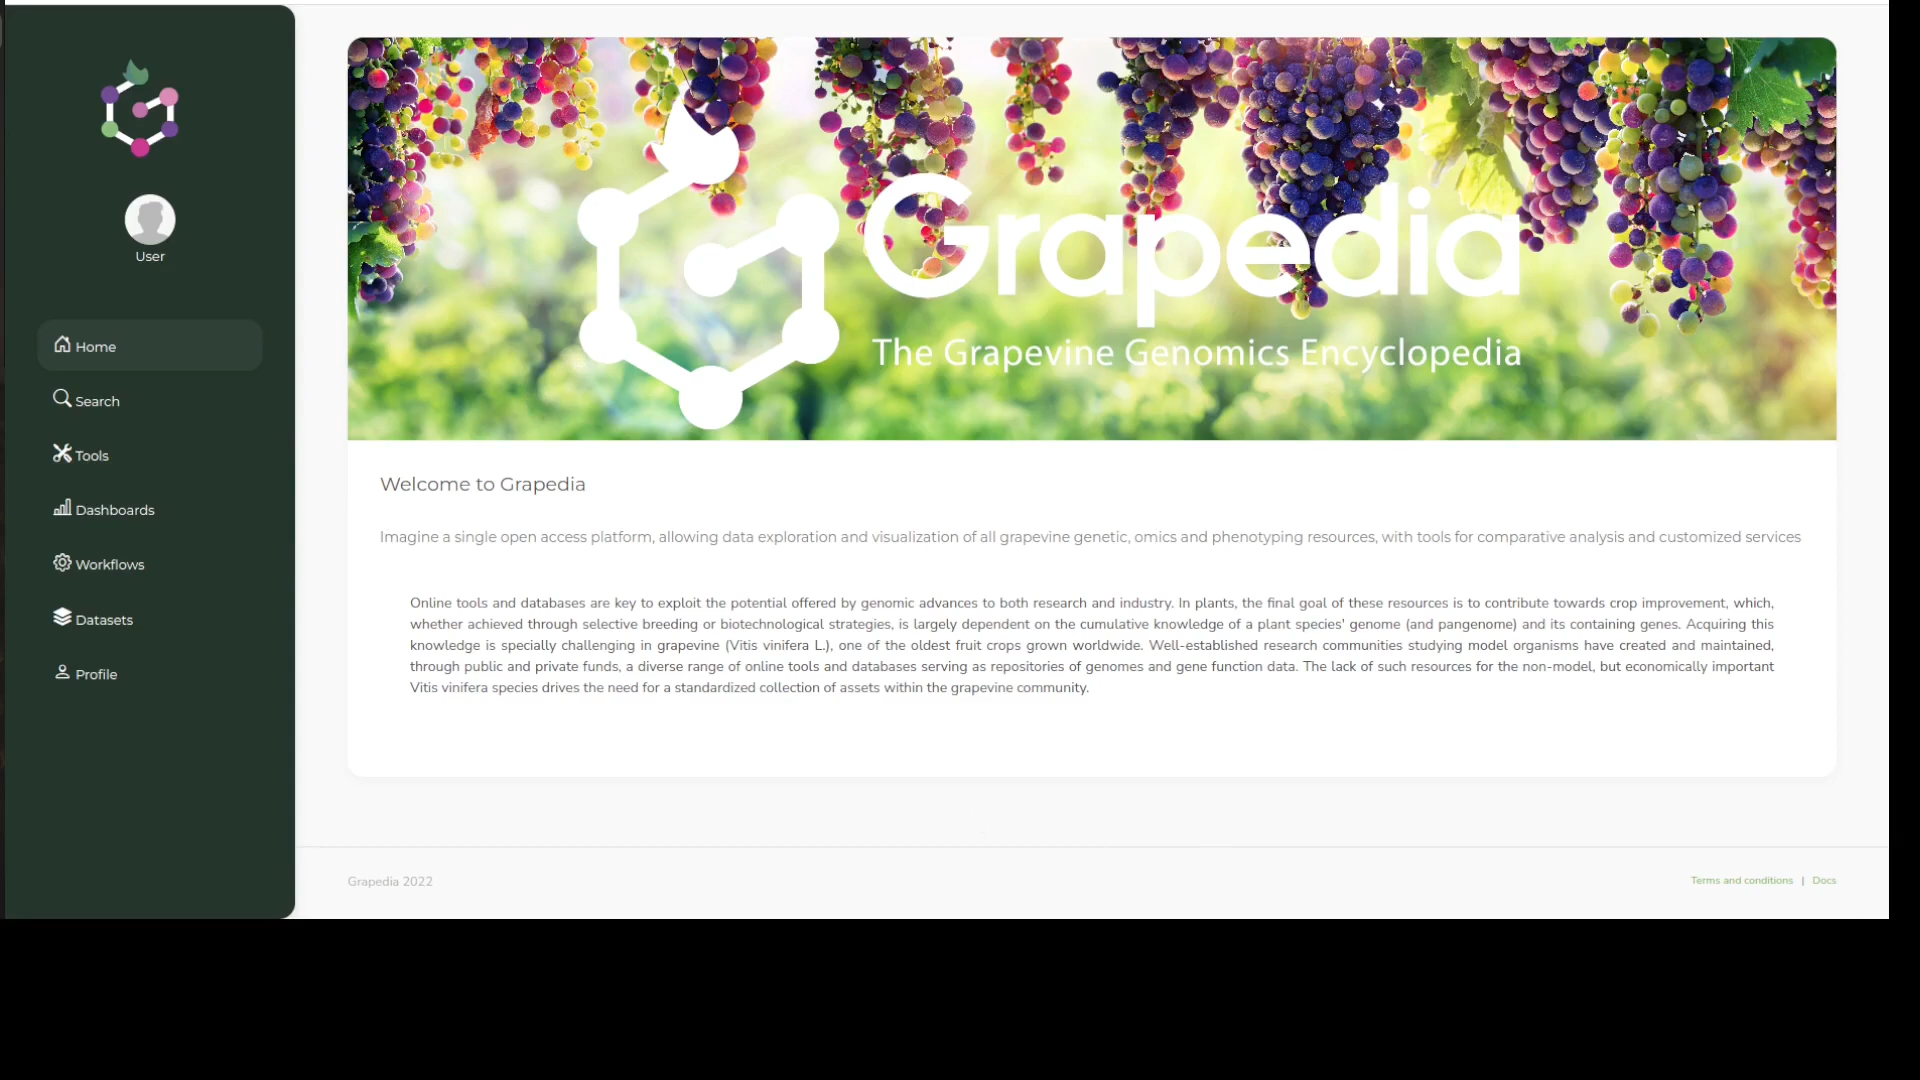 User
Home
Search
Tools
Dashboards
Workflows
Datasets
Profile
Grapedia
The Grapevine Genomics Encyclopedia
Welcome to Grapedia
Imagine a single open access platform, allowing data exploration and visualization of all grapevine genetic, omics and phenotyping resources, with tools for comparative analysis and customized services
Online tools and databases are key to exploit the potential offered by genomic advances to both research and industry. In plants, the final goal of these resources is to contribute towards crop improvement, which,
whether achieved through selective breeding or biotechnological strategies, is largely dependent on the cumulative knowledge of a plant species' genome (and pangenome) and its containing genes. Acquiring this
knowledge is specially challenging in grapevine (Vitis vinifera L.), one of the oldest fruit crops grown worldwide. Well-established research communities studying model organisms have created and maintained,
through public and private funds, a diverse range of online tools and databases serving as repositories of genomes and gene function data. The lack of such resources for the non-model, but economically important
Vitis vinifera species drives the need for a standardized collection of assets within the grapevine community.
Grapedia 2022
Terms and conditions | Docs